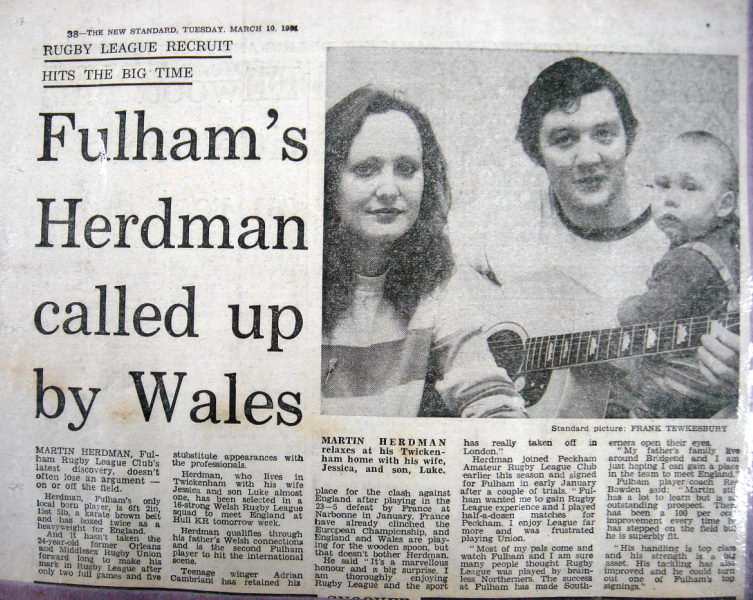 38—THE NEW STANDARD, TUESDAY, MARCH 10, 1981
RUGBY LEAGUE RECRUIT
HITS THE BIG TIME
Fulham's
Herdman
called up
by Wales
Standard picture: FRANK TEWKESBURY
MARTIN HERDMAN, Ful-
ham Rugby League Club's
latest discovery, doesn't
often lose an argument —
on or off the field.
Herdman, Fulham's only
local born player, is 6ft 2in,
16st 5lb, a karate brown belt
and has boxed twice as a
heavyweight for England.
And it hasn't taken the
24-year-old former Orleans
and Middlesex Rugby Union
forward long to make his
mark in Rugby League after
only two full games and five
stubstitute appearances with
the professionals.
Herdman, who lives in
Twickenham with his wife
Jessica and son Luke almost
one, has been selected in a
16-strong Welsh Rugby League
squad to meet England at
Hull KR tomorrow week.
Herdman qualifies through
his father's Welsh connections
and is the second Fulham
player to hit the international
scene.
Teenage winger Adrian
Cambriani has retained his
MARTIN HERDMAN
relaxes at his Twicken-
ham home with his wife,
Jessica, and son, Luke.
place for the clash against
England after playing in the
23—5 defeat by France at
Narbonne in January. France
have already clinched the
European Championship, and
England and Wales are play-
ing for the wooden spoon, but
that doesn't bother Herdman.
He said "It's a marvellous
honour and a big surprise. I
am thoroughly enjoying
Rugby League and the sport
has really taken off in
London."
Herdman joined Peckham
Amateur Rugby League Club
earlier this season and signed
for Fulham in early January
after a couple of trials. "Ful-
ham wanted me to gain Rugby
League experience and I played
half-a-dozen matches for
Peckham. I enjoy League far
more and was frustrated
playing Union.
"Most of my pals come and
watch Fulham and I am sure
many people thought Rugby
League was played by brain-
less Northerners. The success
at Fulham has made South-
erners open their eyes.
"My father's family live
around Bridgend and I am
just hoping I can gain a place
in the team to meet England."
Fulham player-coach Reg
Bowden said: "Martin still
has a lot to learn but is an
outstanding prospect. There
has been a 100 per cent
improvement every time he
has stepped on the field but
he is superbly fit.
"His handling is top class
and his strength is a big
asset. His tackling has also
improved and he could turn
out one of Fulham's top
signings."